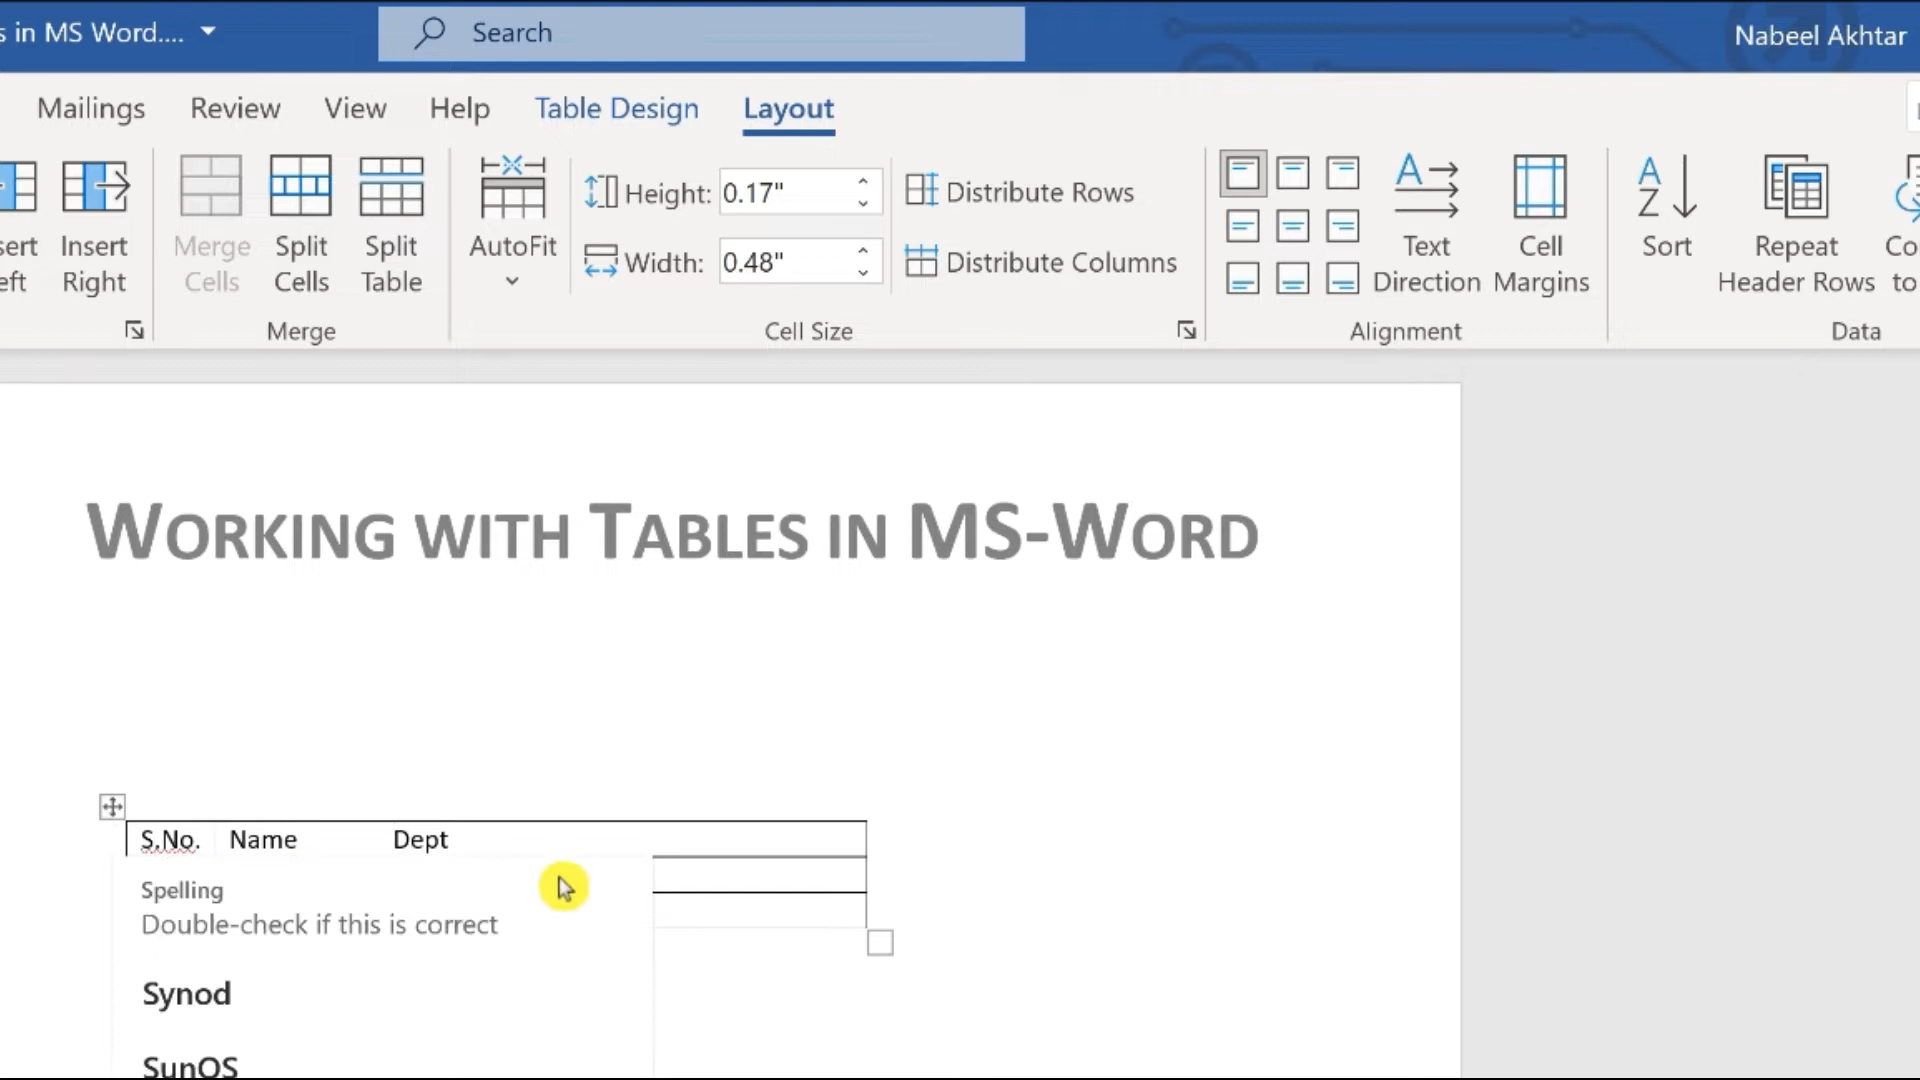 s in MS Word....
Search
Nabeel Akhtar
Mailings Review View Help Table Design Layout
sert
eft
Insert
Right
Merge
Cells
Split
Cells
Split
Table
AutoFit
Height: 0.17"
Width: 0.48"
Distribute Rows
Distribute Columns
Text
Direction
Cell
Margins
A
Z
Sort
Repeat
Header Rows
Co
to
Merge
Cell Size
Alignment
Data
WORKING WITH TABLES IN MS-WORD
S.No. Name Dept
Spelling
Double-check if this is correct
Synod
SunOS